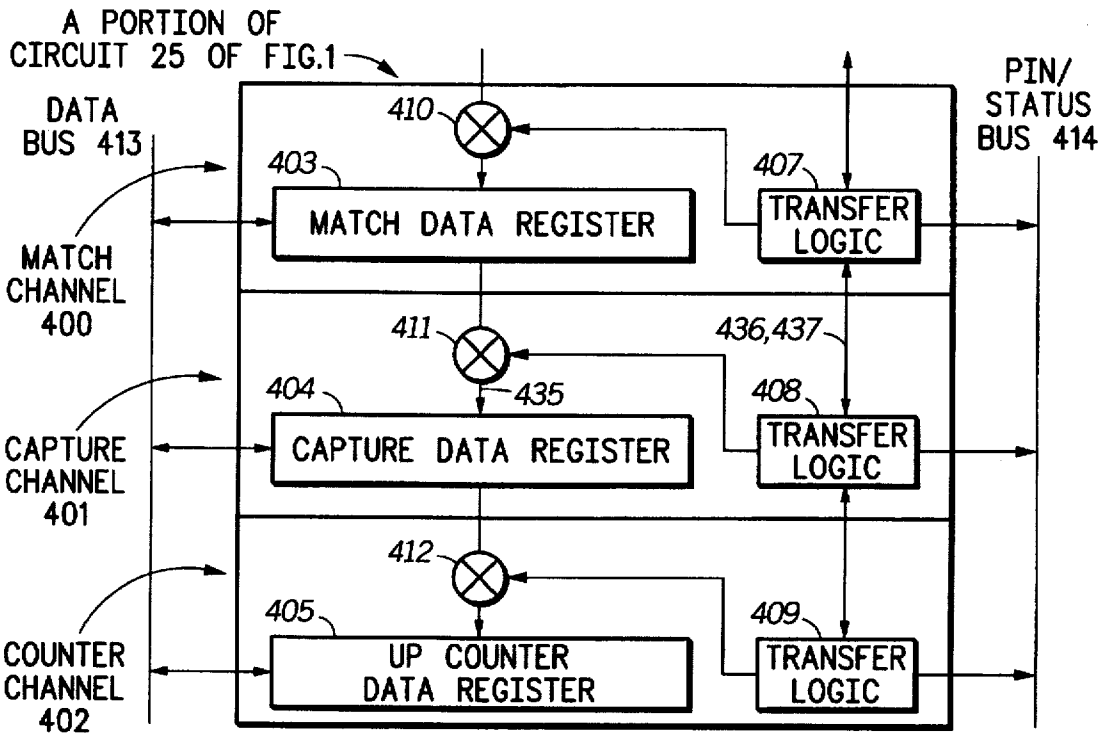 A PORTION OF
CIRCUIT 25 OF FIG.1
DATA
BUS 413
PIN/
STATUS
BUS 414
410
403
MATCH DATA REGISTER
407
TRANSFER
LOGIC
MATCH
CHANNEL
400
411
436,437
435
404
CAPTURE DATA REGISTER
408
TRANSFER
LOGIC
CAPTURE
CHANNEL
401
412
405
UP COUNTER
DATA REGISTER
409
TRANSFER
LOGIC
COUNTER
CHANNEL
402